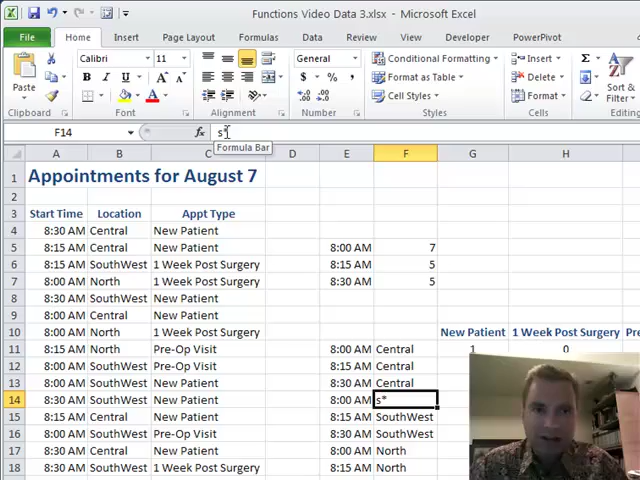 Functions Video Data 3.xlsx - Microsoft Excel
File Home Insert Page Layout Formulas Data Review View Developer PowerPivot
Calibri 11 General Conditional Formatting Insert Σ
Paste B I U $ % , Format as Table Delete Sort &
Cell Styles Format Filter
Clipboard Font Alignment Number Styles Cells
F14 fx s*
Formula Bar
A B C D E F G H
1 Appointments for August 7
2
3 Start Time Location Appt Type
4 8:30 AM Central New Patient
5 8:15 AM Central New Patient 8:00 AM 7
6 8:15 AM SouthWest 1 Week Post Surgery 8:15 AM 5
7 8:00 AM North 1 Week Post Surgery 8:30 AM 5
8 8:30 AM SouthWest New Patient
9 8:00 AM Central New Patient
10 8:00 AM North 1 Week Post Surgery New Patient 1 Week Post Surgery
11 8:15 AM North Pre-Op Visit 8:00 AM Central 1 0
12 8:00 AM SouthWest Pre-Op Visit 8:15 AM Central
13 8:00 AM SouthWest New Patient 8:30 AM Central
14 8:30 AM SouthWest New Patient 8:00 AM s*
15 8:15 AM Central New Patient 8:15 AM SouthWest
16 8:00 AM SouthWest Pre-Op Visit 8:30 AM SouthWest
17 8:30 AM Central New Patient 8:00 AM North
18 8:30 AM SouthWest 1 Week Post Surgery 8:15 AM North